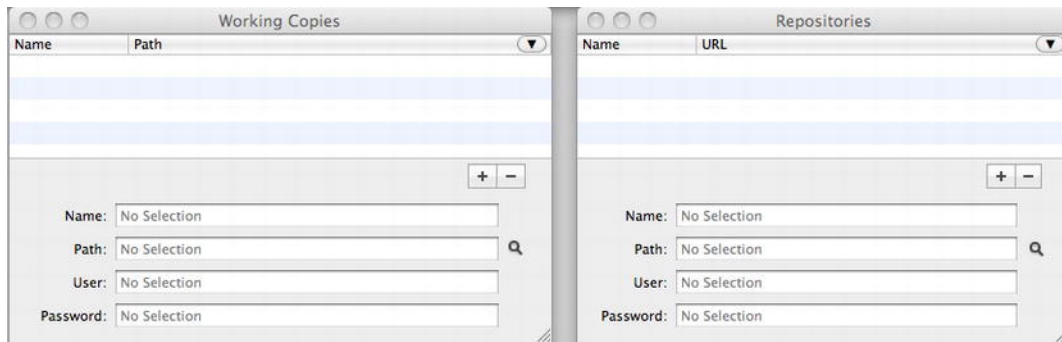 Working Copies
Name Path
+ −
Name: No Selection
Path: No Selection
User: No Selection
Password: No Selection
Repositories
Name URL
+ −
Name: No Selection
Path: No Selection
User: No Selection
Password: No Selection